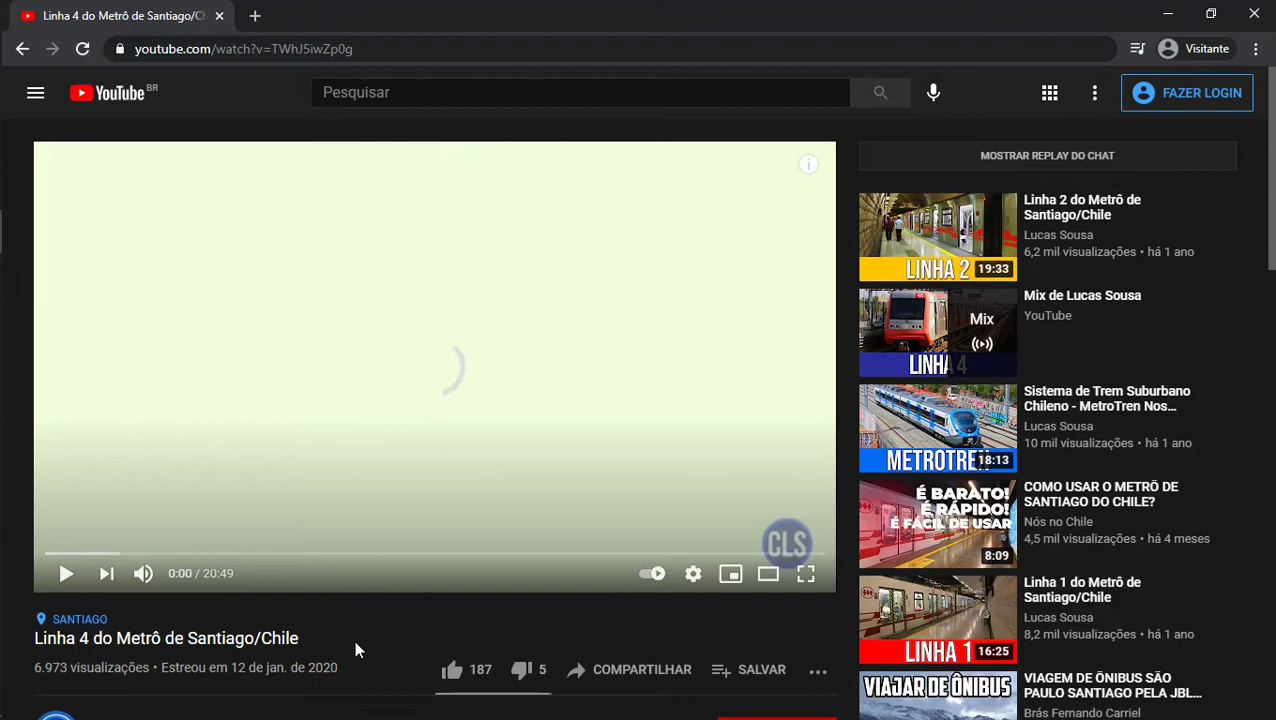 Linha 4 do Metrô de Santiago/Ch
youtube.com/watch?v=TWhJ5iwZp0g
Visitante
YouTube BR
Pesquisar
FAZER LOGIN
CLS
0:00 / 20:49
SANTIAGO
Linha 4 do Metrô de Santiago/Chile
6.973 visualizações • Estreou em 12 de jan. de 2020
187
5
COMPARTILHAR
SALVAR
MOSTRAR REPLAY DO CHAT
LINHA 2
19:33
Linha 2 do Metrô de
Santiago/Chile
Lucas Sousa
6,2 mil visualizações • há 1 ano
Mix
LINHA 4
Mix de Lucas Sousa
YouTube
METROTREN
18:13
Sistema de Trem Suburbano
Chileno - MetroTren Nos...
Lucas Sousa
10 mil visualizações • há 1 ano
É BARATO!
É RÁPIDO!
É FÁCIL DE USAR
8:09
COMO USAR O METRÔ DE
SANTIAGO DO CHILE?
Nós no Chile
4,5 mil visualizações • há 4 meses
LINHA 1
16:25
Linha 1 do Metrô de
Santiago/Chile
Lucas Sousa
8,2 mil visualizações • há 1 ano
VIAJAR DE ÔNIBUS
VIAGEM DE ÔNIBUS SÃO
PAULO SANTIAGO PELA JBL...
Brás Fernando Carriel